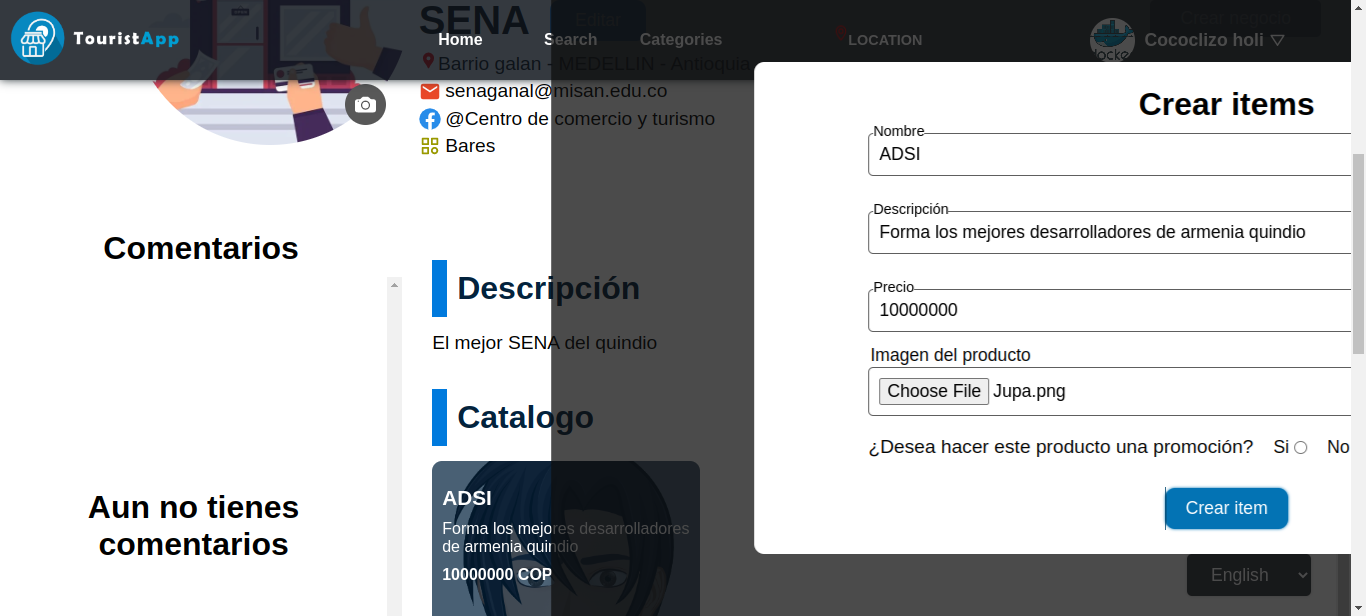 SENA
Editar
Crear negocio
TouristApp
Home
Search
Categories
LOCATION
Cococlizo holi ▽
docker
Barrio galan - MEDELLIN - Antioquia
senaganal@misan.edu.co
@Centro de comercio y turismo
Bares
Comentarios
Aun no tienes
comentarios
Descripción
El mejor SENA del quindio
Catalogo
ADSI
Forma los mejores desarrolladores
de armenia quindio
10000000 COP
Crear items
Nombre
ADSI
Descripción
Forma los mejores desarrolladores de armenia quindio
Precio
10000000
Imagen del producto
Choose File Jupa.png
¿Desea hacer este producto una promoción? Si No
Crear item
English